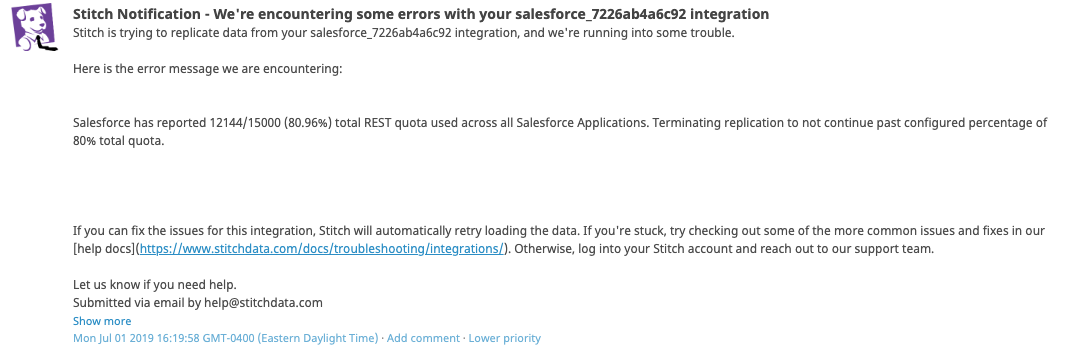 Stitch Notification - We're encountering some errors with your salesforce_7226ab4a6c92 integration
Stitch is trying to replicate data from your salesforce_7226ab4a6c92 integration, and we're running into some trouble.
Here is the error message we are encountering:
Salesforce has reported 12144/15000 (80.96%) total REST quota used across all Salesforce Applications. Terminating replication to not continue past configured percentage of
80% total quota.
If you can fix the issues for this integration, Stitch will automatically retry loading the data. If you're stuck, try checking out some of the more common issues and fixes in our
[help docs](https://www.stitchdata.com/docs/troubleshooting/integrations/). Otherwise, log into your Stitch account and reach out to our support team.
Let us know if you need help.
Submitted via email by help@stitchdata.com
Show more
Mon Jul 01 2019 16:19:58 GMT-0400 (Eastern Daylight Time) · Add comment · Lower priority